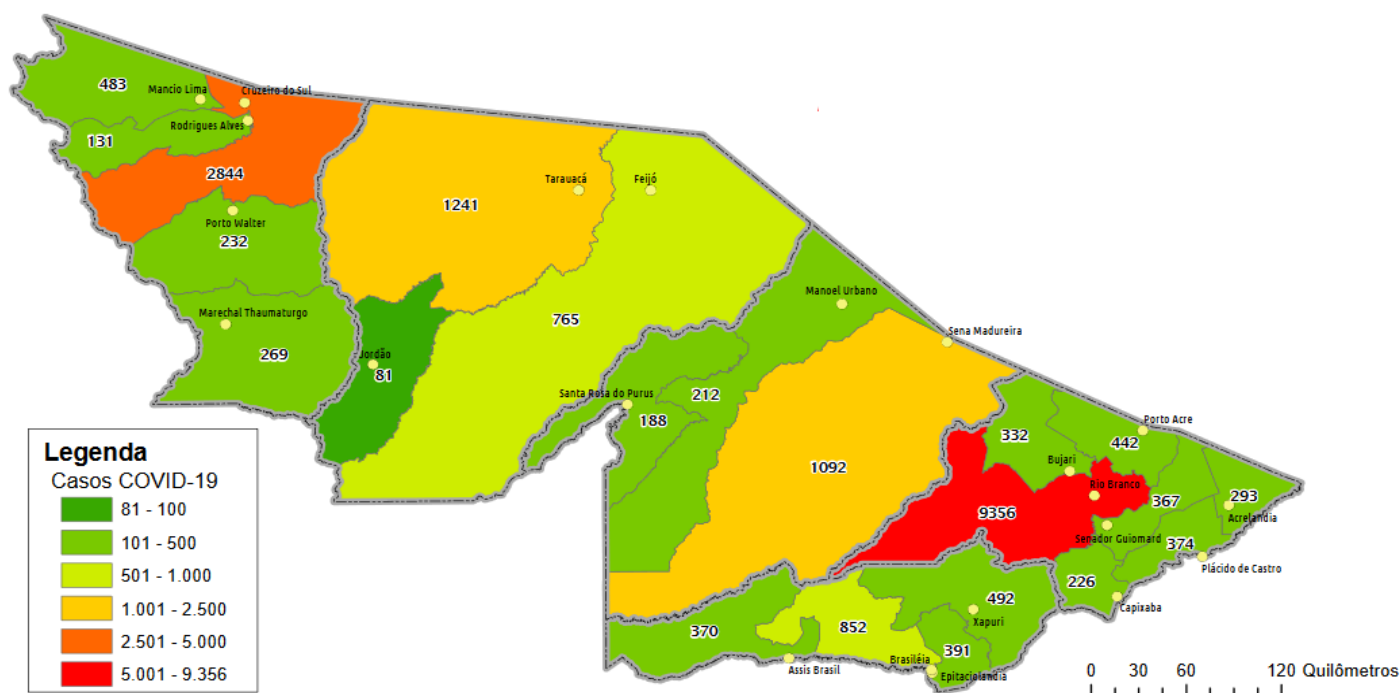 483
Mancio Lima
Cruzeiro do Sul
Rodrigues Alves
131
2844
Tarauacá
Feijó
1241
Porto Walter
232
Manoel Urbano
Marechal Thaumaturgo
765
Sena Madureira
269
Jordão
81
Santa Rosa do Purus
212
188
Porto Acre
332
442
1092
Bujari
Rio Branco
367
293
9356
Acrelandia
Senador Guiomard
374
Plácido de Castro
226
Capixaba
492
Xapuri
370
852
391
Brasiléia
Assis Brasil
Epitaciolandia
Legenda
Casos COVID-19
81 - 100
101 - 500
501 - 1.000
1.001 - 2.500
2.501 - 5.000
5.001 - 9.356
0 30 60 120 Quilômetros